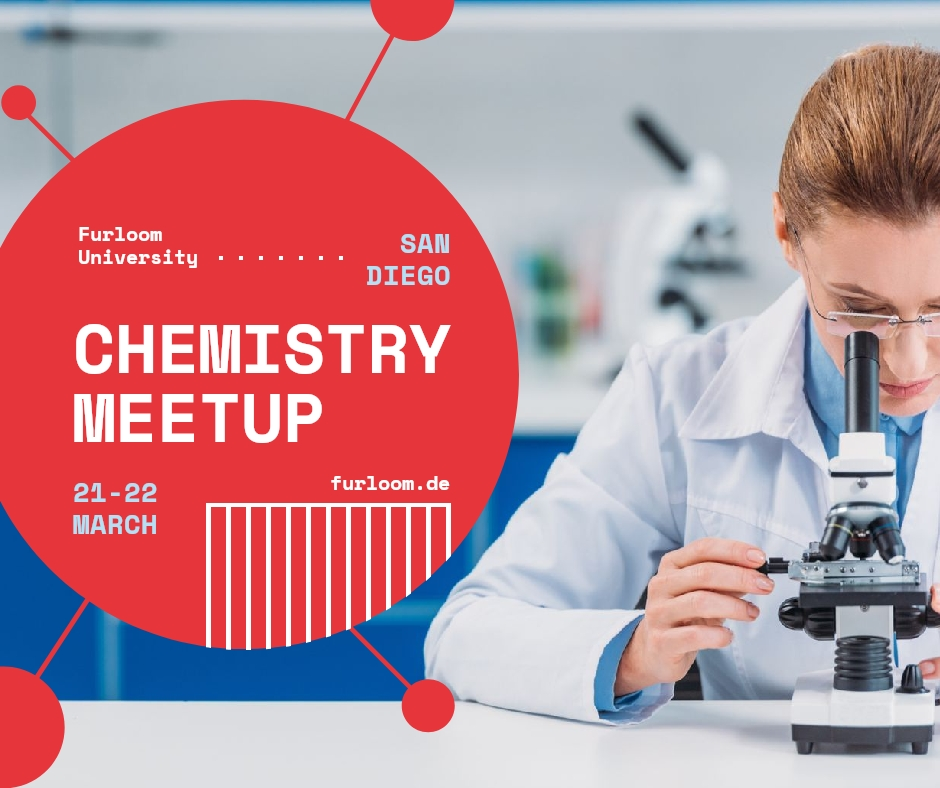 Furloom
University
SAN
DIEGO
CHEMISTRY
MEETUP
21-22
MARCH
furloom.de